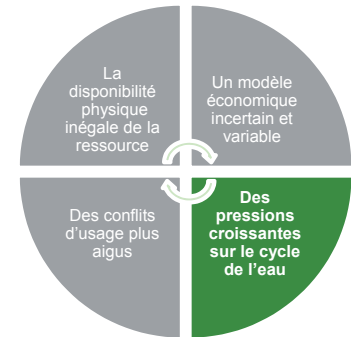 La
disponibilité
physique
inégale de la
ressource
Un modèle
économique
incertain et
variable
Des conflits
d'usage plus
aigus
Des
pressions
croissantes
sur le cycle
de l'eau